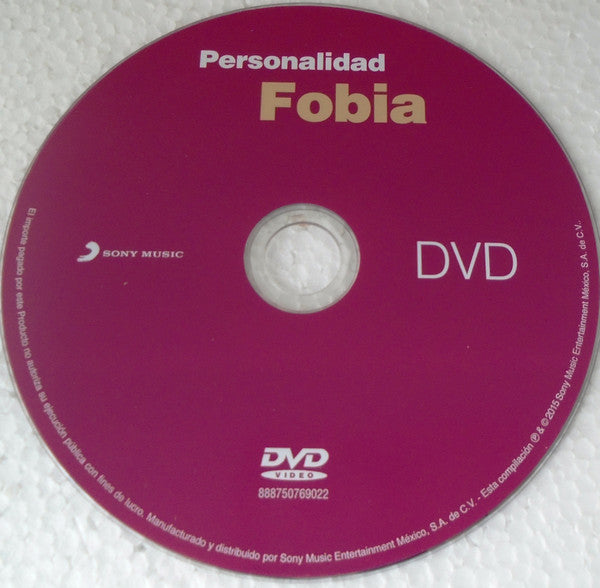 Personalidad
Fobia
SONY MUSIC
DVD
DVD
VIDEO
888750769022
El importe pagado por este Producto no autoriza su ejecución pública con fines de lucro. Manufacturado y distribuido por Sony Music Entertainment México, S.A. de C.V. - Esta compilación ℗ & © 2015 Sony Music Entertainment México, S.A. de C.V.